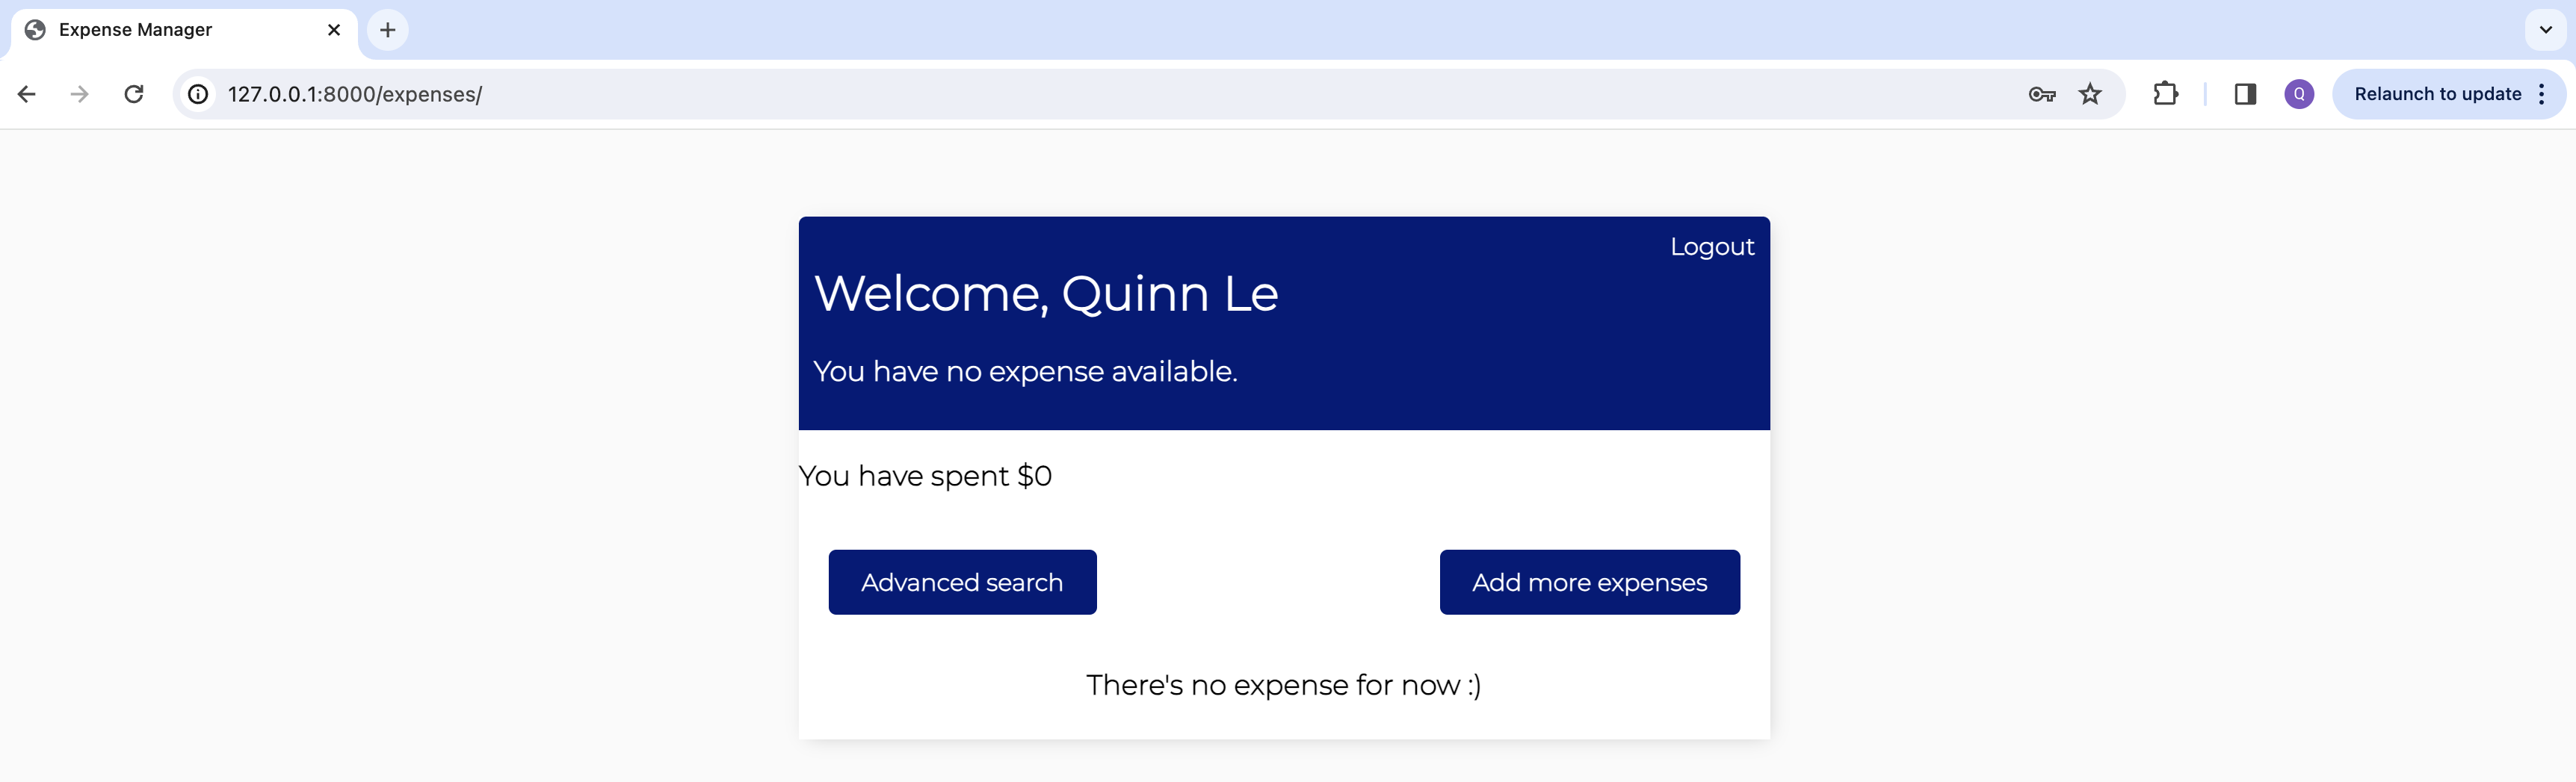 Expense Manager
127.0.0.1:8000/expenses/
Q
Relaunch to update
Logout
Welcome, Quinn Le
You have no expense available.
You have spent $0
Advanced search
Add more expenses
There's no expense for now :)